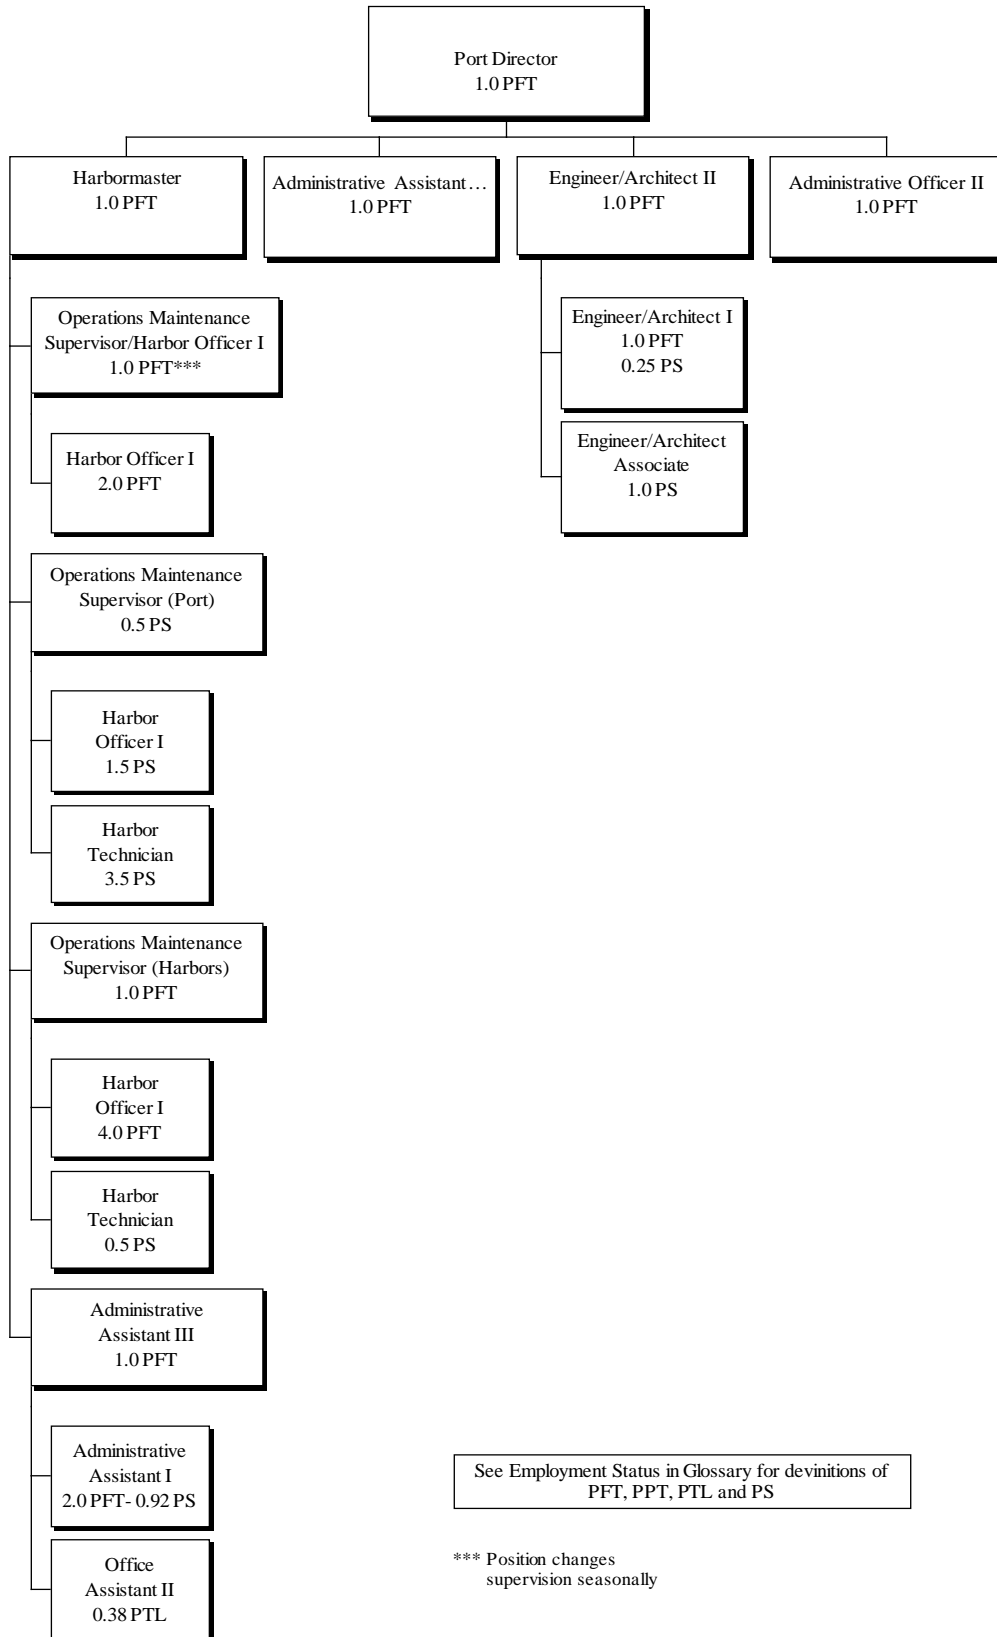 Port Director
1.0 PFT
Harbormaster
1.0 PFT
Administrative Assistant…
1.0 PFT
Engineer/Architect II
1.0 PFT
Administrative Officer II
1.0 PFT
Operations Maintenance
Supervisor/Harbor Officer I
1.0 PFT***
Harbor Officer I
2.0 PFT
Operations Maintenance
Supervisor (Port)
0.5 PS
Harbor
Officer I
1.5 PS
Harbor
Technician
3.5 PS
Operations Maintenance
Supervisor (Harbors)
1.0 PFT
Harbor
Officer I
4.0 PFT
Harbor
Technician
0.5 PS
Administrative
Assistant III
1.0 PFT
Administrative
Assistant I
2.0 PFT- 0.92 PS
Office
Assistant II
0.38 PTL
Engineer/Architect I
1.0 PFT
0.25 PS
Engineer/Architect
Associate
1.0 PS
See Employment Status in Glossary for devinitions of
PFT, PPT, PTL and PS
*** Position changes
supervision seasonally